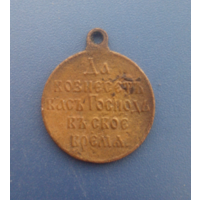 Да
вознесетъ
васъ Господь
въ свое
время